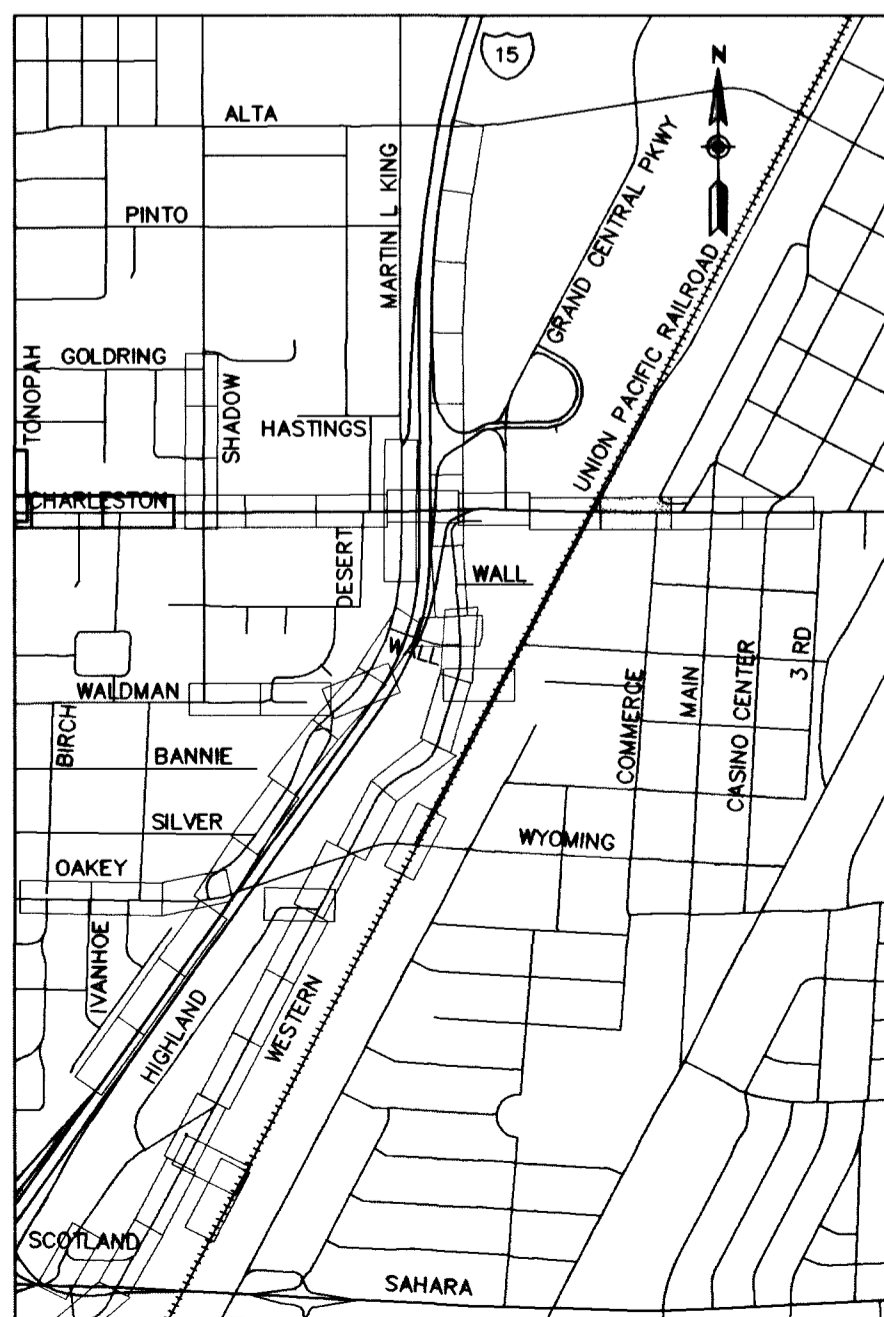 15
N
ALTA
MARTIN L KING
GRAND CENTRAL PKWY
PINTO
UNION PACIFIC RAILROAD
GOLDRING
TONOPAH
SHADOW
HASTINGS
CHARLESTON
DESERT
WALL
WALL
3 RD
WALDMAN
COMMERCE
MAIN
CASINO CENTER
BIRCH
BANNIE
SILVER
WYOMING
OAKEY
IVANHOE
HIGHLAND
WESTERN
SCOTLAND
SAHARA